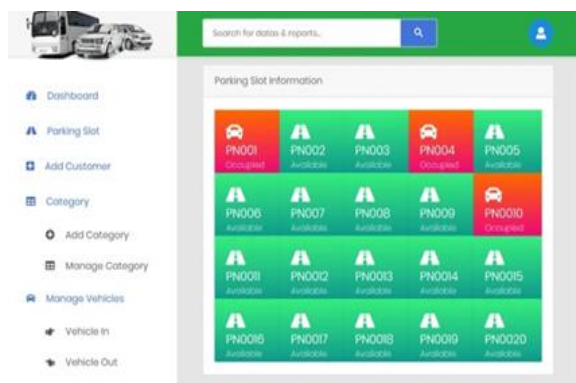 Search for datas & reports..
Parking Slot Information
Dashboard
Parking Slot
Add Customer
Category
Add Category
Manage Category
Manage Vehicles
Vehicle In
Vehicle Out
PN001 PN002 PN003 PN004 PN005
Occupied Available Available Occupied Available
PN006 PN007 PN008 PN009 PN0010
Available Available Available Available Occupied
PN0011 PN0012 PN0013 PN0014 PN0015
Available Available Available Available Available
PN0016 PN0017 PN0018 PN0019 PN0020
Available Available Available Available Available